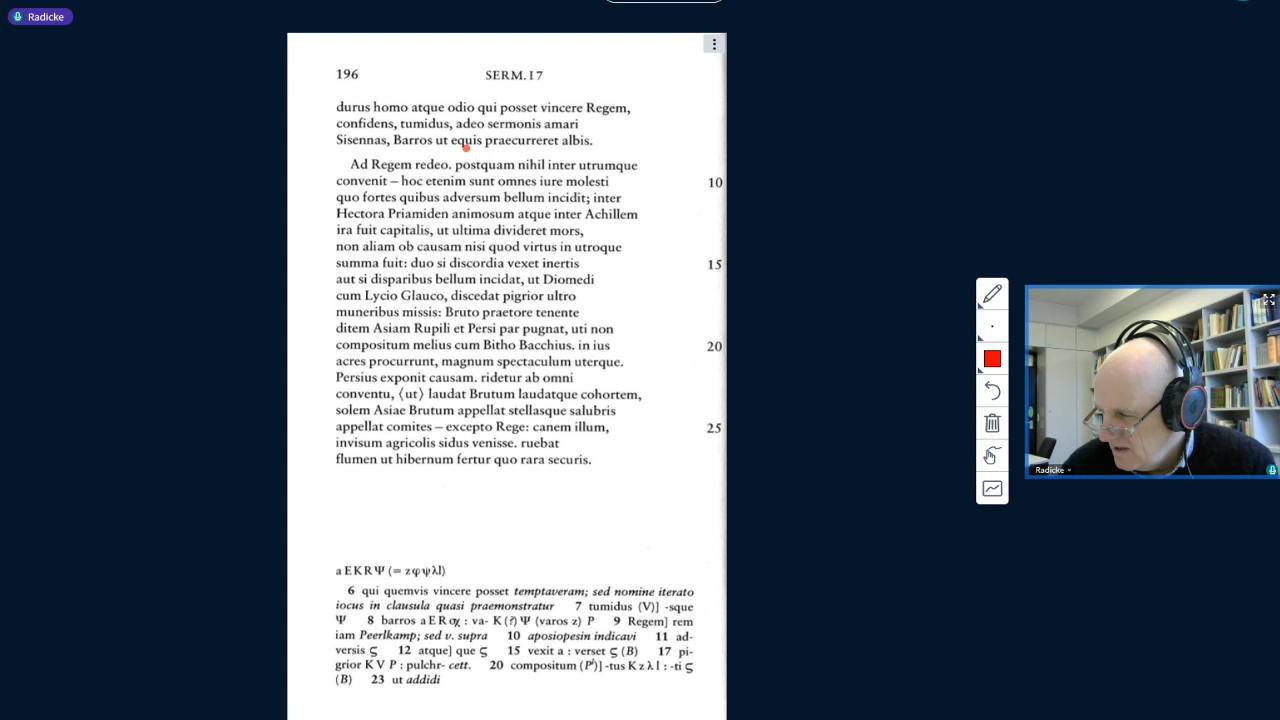 Radicke
196
SERM. I 7
durus homo atque odio qui posset vincere Regem,
confidens, tumidus, adeo sermonis amari
Sisennas, Barros ut equis praecurreret albis.
Ad Regem redeo. postquam nihil inter utrumque
convenit – hoc etenim sunt omnes iure molesti 10
quo fortes quibus adversum bellum incidit; inter
Hectora Priamiden animosum atque inter Achillem
ira fuit capitalis, ut ultima divideret mors,
non aliam ob causam nisi quod virtus in utroque
summa fuit: duo si discordia vexet inertis 15
aut si disparibus bellum incidat, ut Diomedi
cum Lycio Glauco, discedat pigrior ultro
muneribus missis: Bruto praetore tenente
ditem Asiam Rupili et Persi par pugnat, uti non
compositum melius cum Bitho Bacchius. in ius 20
acres procurrunt, magnum spectaculum uterque.
Persius exponit causam. ridetur ab omni
conventu, ⟨ut⟩ laudat Brutum laudatque cohortem,
solem Asiae Brutum appellat stellasque salubris
appellat comites – excepto Rege: canem illum, 25
invisum agricolis sidus venisse. ruebat
flumen ut hibernum fertur quo rara securis.
a E K R Ψ (= z φ ψ λ l)
6 qui quemvis vincere posset temptaveram; sed nomine iterato
iocus in clausula quasi praemonstratur 7 tumidus (V)] -sque
Ψ 8 barros a E R σχ : va- K (?) Ψ (varos z) P 9 Regem] rem
iam Peerlkamp; sed v. supra 10 aposiopesin indicavi 11 ad-
versis ς 12 atque] que ς 15 vexit a : verset ς (B) 17 pi-
grior K V P : pulchr- cett. 20 compositum (P)] -tus K z λ l : -ti ς
(B) 23 ut addidi
Radicke